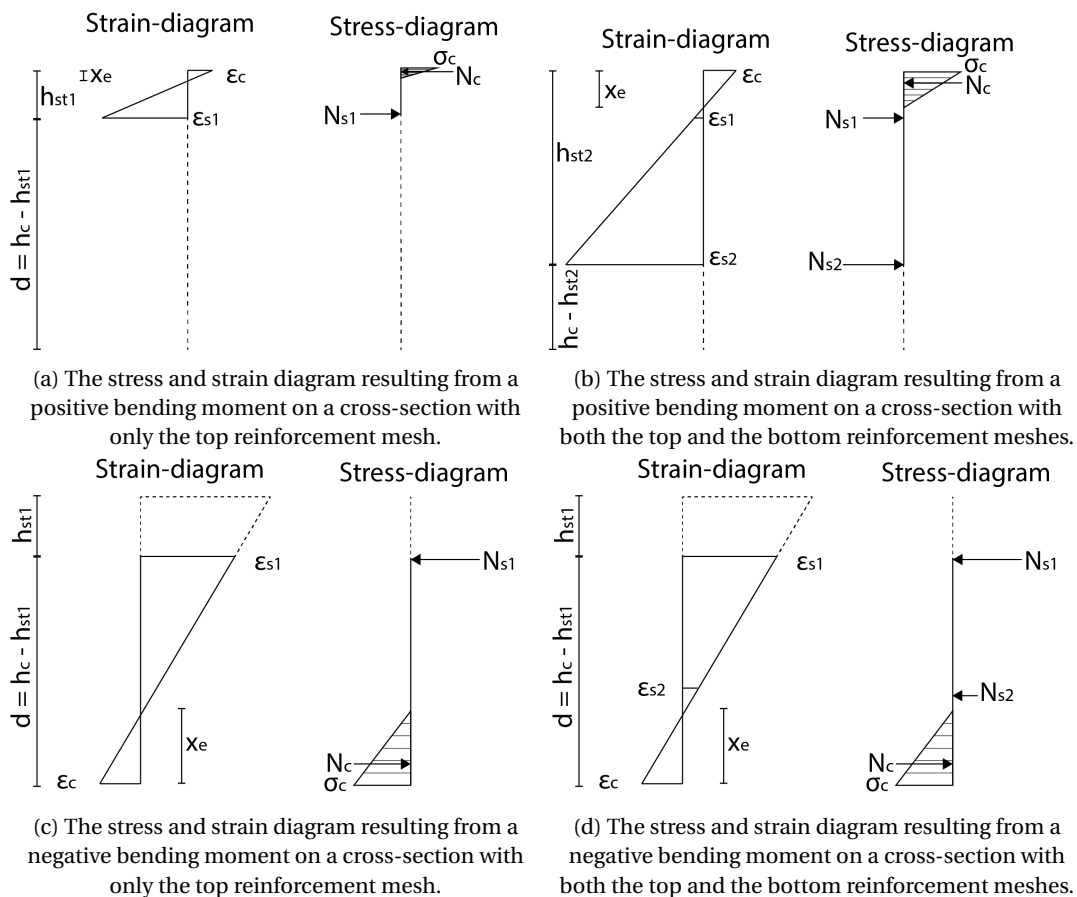 Strain-diagram
Stress-diagram
xe
εc
hst1
εs1
d = hc - hst1
σc
Nc
Ns1
(a) The stress and strain diagram resulting from a
positive bending moment on a cross-section with
only the top reinforcement mesh.
Strain-diagram
Stress-diagram
xe
εc
εs1
hst2
εs2
hc - hst2
σc
Nc
Ns1
Ns2
(b) The stress and strain diagram resulting from a
positive bending moment on a cross-section with
both the top and the bottom reinforcement meshes.
Strain-diagram
Stress-diagram
hst1
εs1
d = hc - hst1
xe
εc
Ns1
Nc
σc
(c) The stress and strain diagram resulting from a
negative bending moment on a cross-section with
only the top reinforcement mesh.
Strain-diagram
Stress-diagram
hst1
εs1
d = hc - hst1
εs2
xe
εc
Ns1
Ns2
Nc
σc
(d) The stress and strain diagram resulting from a
negative bending moment on a cross-section with
both the top and the bottom reinforcement meshes.